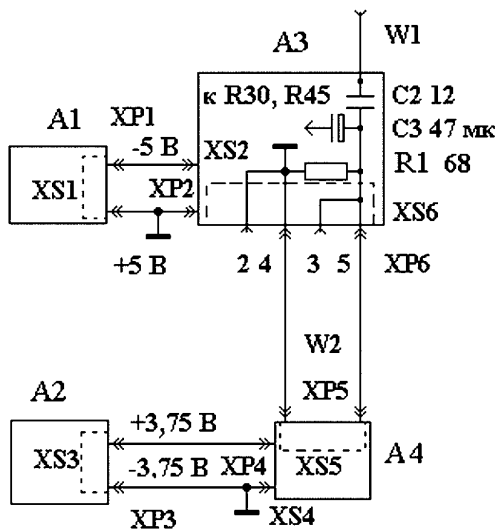 A3
W1
A1
XP1
к R30, R45
C2 12
C3 47 мк
-5 В
XS2
R1 68
XS1
XP2
XS6
+5 В
2 4 3 5
XP6
W2
XP5
A2
+3,75 В
XS3
XS5
A4
-3,75 В
XP4
XP3
XS4